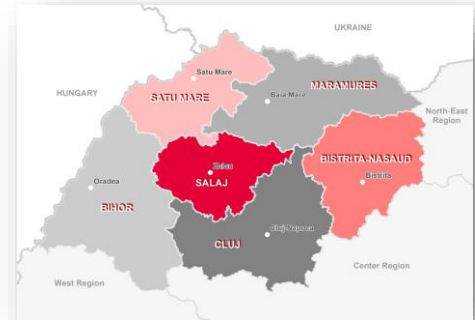 UKRAINE
Satu Mare
HUNGARY
SATU MARE
MARAMURES
Baia Mare
North-East
Region
BISTRITA-NASAUD
Zalau
SALAJ
Bistrita
Oradea
BIHOR
Cluj-Napoca
CLUJ
Center Region
West Region